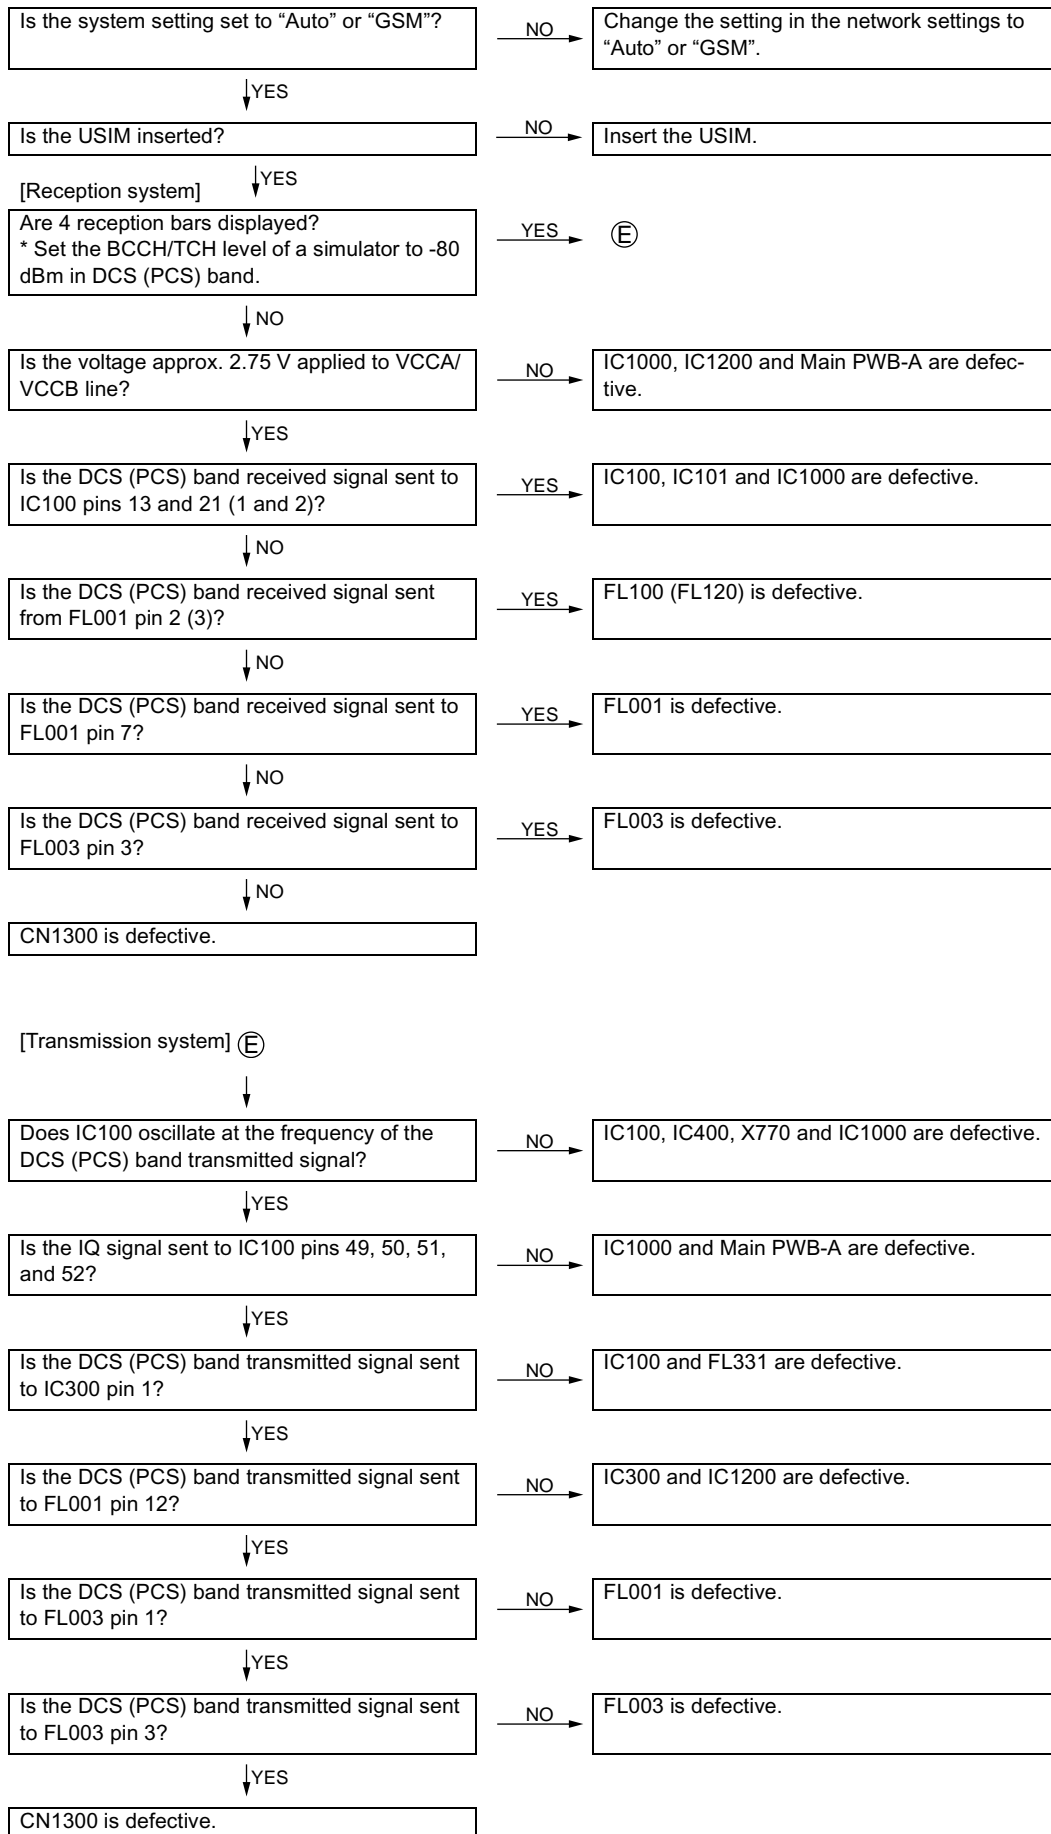 Is the system setting set to “Auto” or “GSM”?
NO
Change the setting in the network settings to
“Auto” or “GSM”.
YES
Is the USIM inserted?
NO
Insert the USIM.
YES
[Reception system]
Are 4 reception bars displayed?
* Set the BCCH/TCH level of a simulator to -80
dBm in DCS (PCS) band.
YES
Ⓔ
NO
Is the voltage approx. 2.75 V applied to VCCA/
VCCB line?
NO
IC1000, IC1200 and Main PWB-A are defec-
tive.
YES
Is the DCS (PCS) band received signal sent to
IC100 pins 13 and 21 (1 and 2)?
YES
IC100, IC101 and IC1000 are defective.
NO
Is the DCS (PCS) band received signal sent
from FL001 pin 2 (3)?
YES
FL100 (FL120) is defective.
NO
Is the DCS (PCS) band received signal sent to
FL001 pin 7?
YES
FL001 is defective.
NO
Is the DCS (PCS) band received signal sent to
FL003 pin 3?
YES
FL003 is defective.
NO
CN1300 is defective.
[Transmission system] Ⓔ
Does IC100 oscillate at the frequency of the
DCS (PCS) band transmitted signal?
NO
IC100, IC400, X770 and IC1000 are defective.
YES
Is the IQ signal sent to IC100 pins 49, 50, 51,
and 52?
NO
IC1000 and Main PWB-A are defective.
YES
Is the DCS (PCS) band transmitted signal sent
to IC300 pin 1?
NO
IC100 and FL331 are defective.
YES
Is the DCS (PCS) band transmitted signal sent
to FL001 pin 12?
NO
IC300 and IC1200 are defective.
YES
Is the DCS (PCS) band transmitted signal sent
to FL003 pin 1?
NO
FL001 is defective.
YES
Is the DCS (PCS) band transmitted signal sent
to FL003 pin 3?
NO
FL003 is defective.
YES
CN1300 is defective.